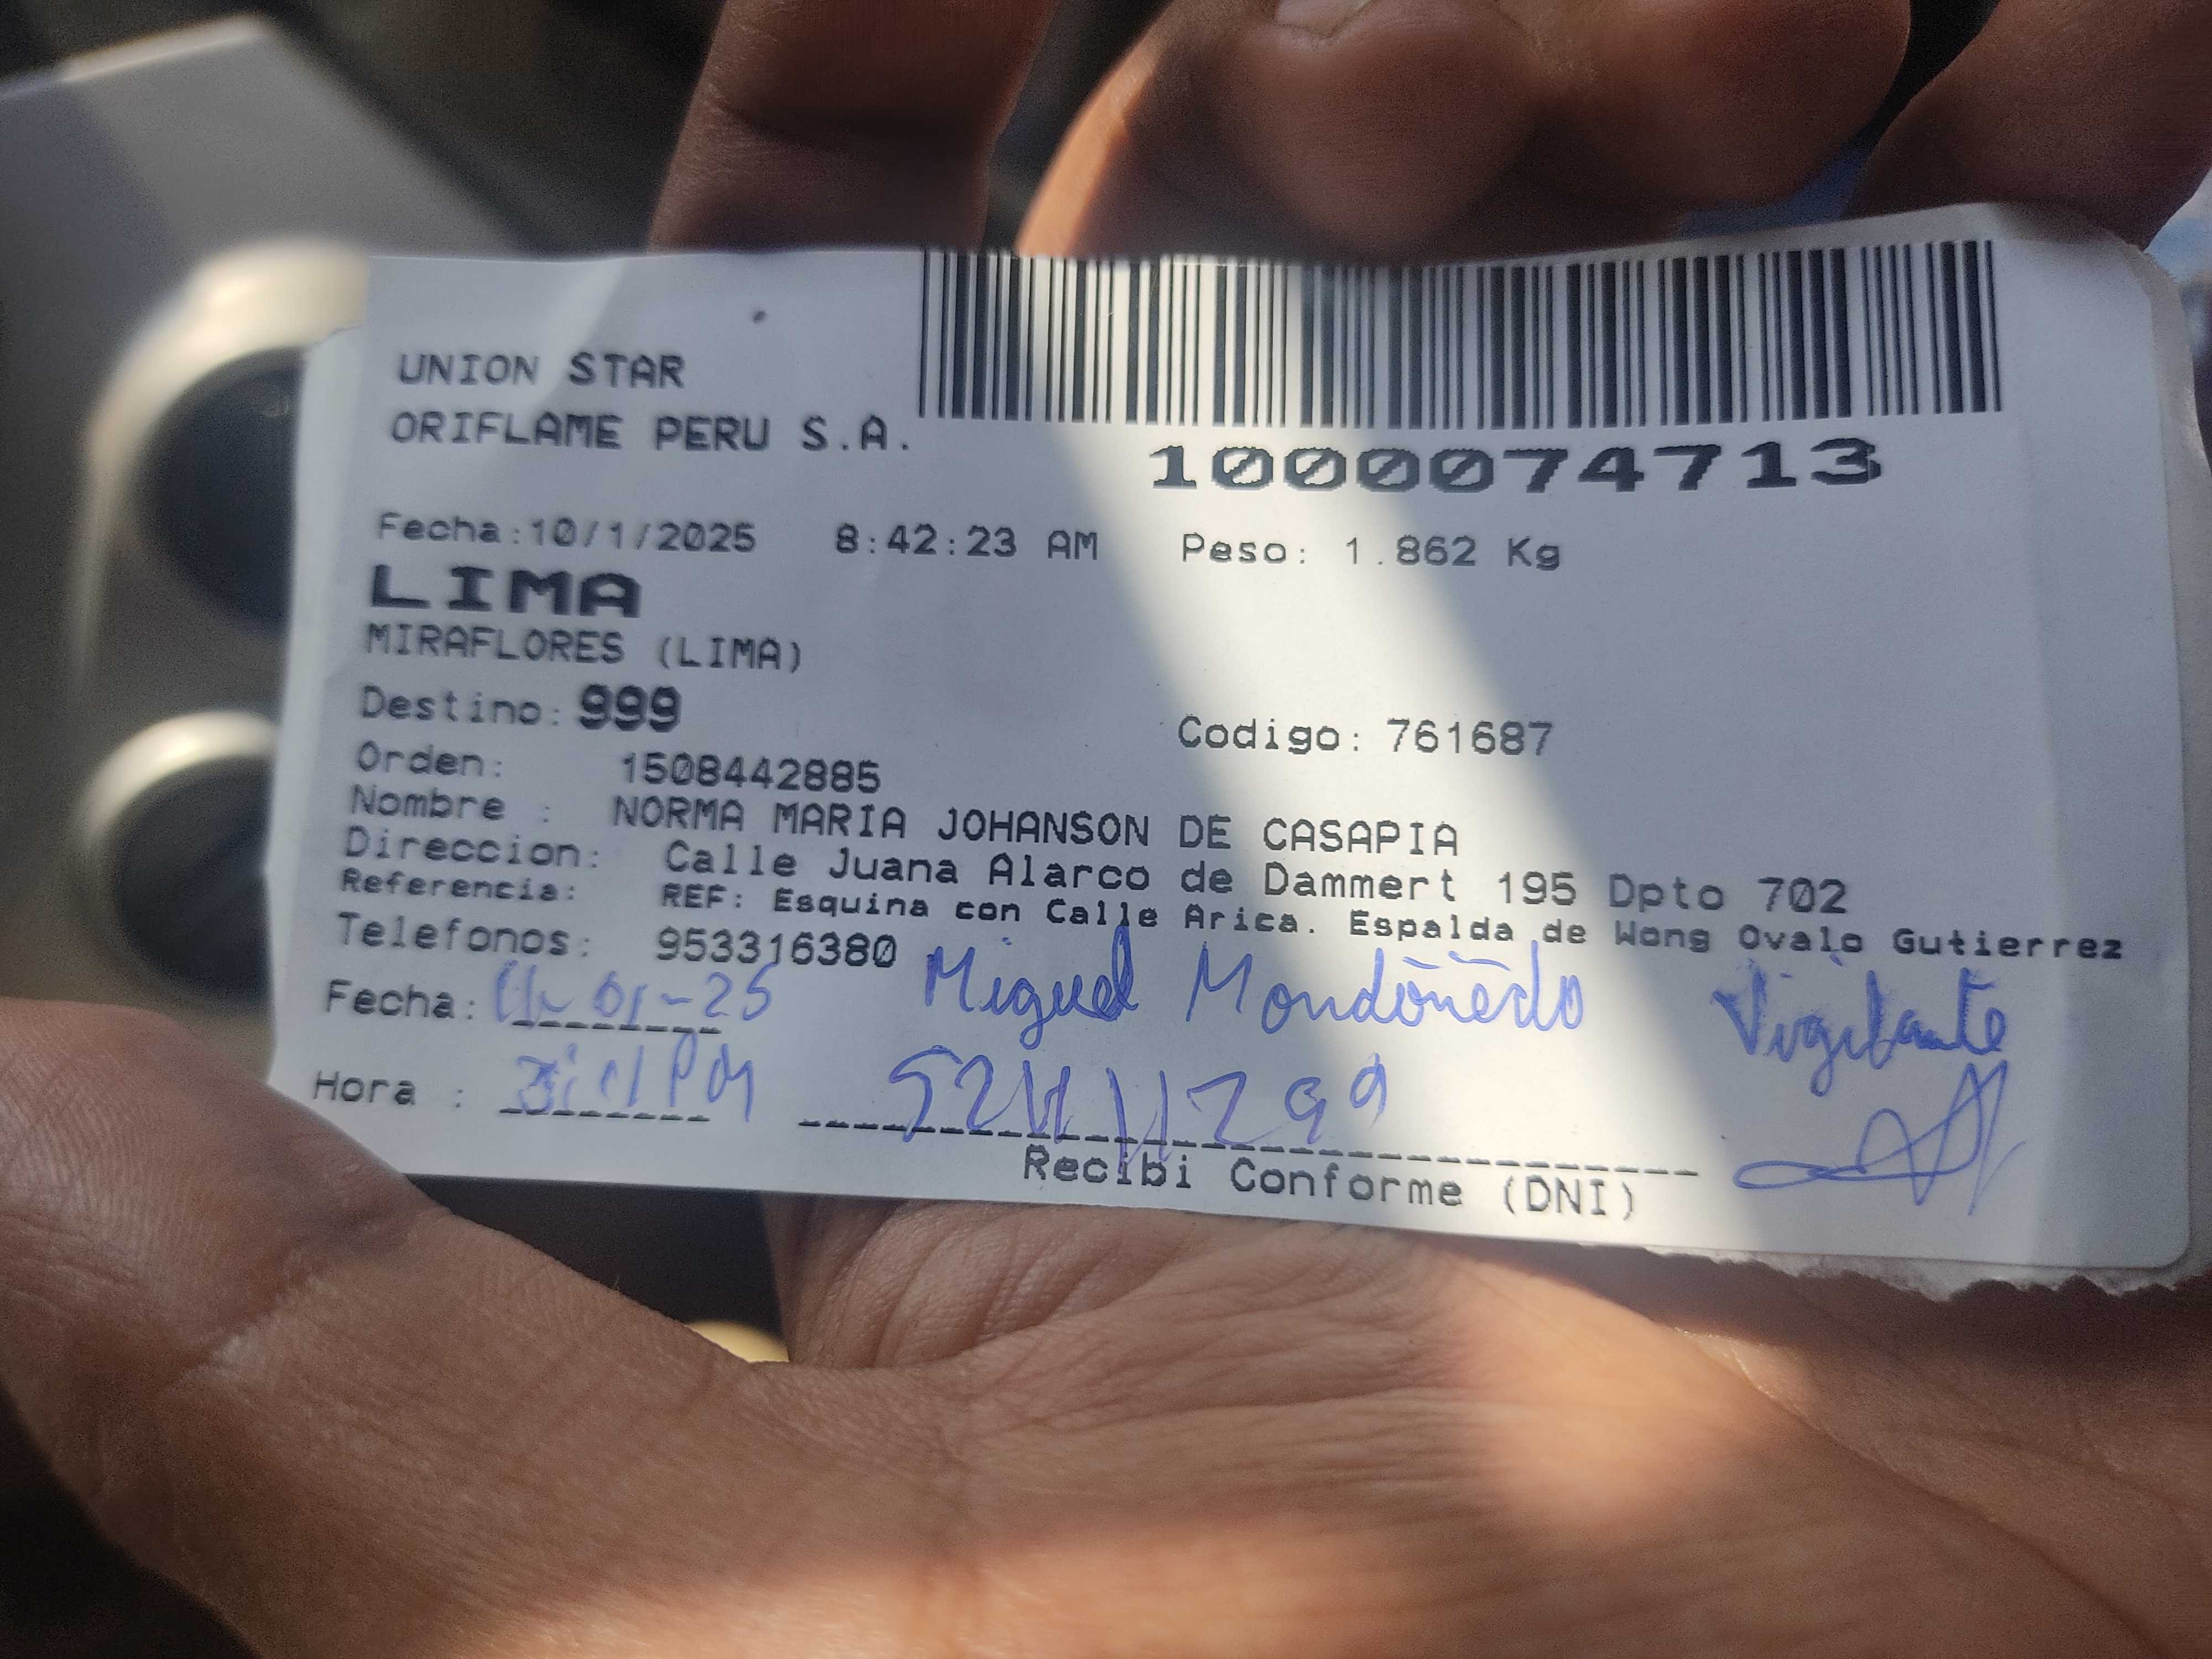 UNION STAR
ORIFLAME PERU S.A.
1000074713
Fecha:10/1/2025 8:42:23 AM Peso: 1.862 Kg
LIMA
MIRAFLORES (LIMA)
Destino: 999
Codigo: 761687
Orden: 1508442885
Nombre : NORMA MARIA JOHANSON DE CASAPIA
Direccion: Calle Juana Alarco de Dammert 195 Dpto 702
Referencia: REF: Esquina con Calle Arica. Espalda de Wong Ovalo Gutierrez
Telefonos: 953316380
Miguel Mondoñedo Vigilante
Fecha:
Hora :
Recibi Conforme (DNI)